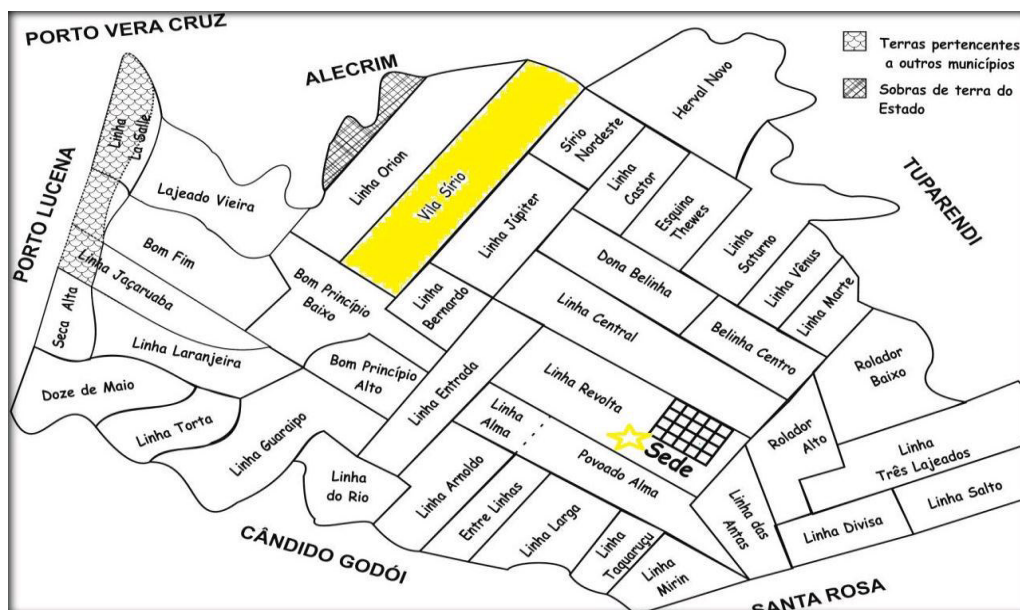 PORTO VERA CRUZ
ALECRIM
Terras pertencentes
a outros municípios
Sobras de terra do
Estado
Herval Novo
Linha
La Salle
Sírio
Nordeste
Linha Orion
Vila Sírio
Linha
Castor
TUPARENDI
PORTO LUCENA
Lajeado Vieira
Esquina
Thewes
Linha Júpiter
Linha
Saturno
Bom Fim
Dona Belinha
Linha Vênus
Linha Jaçaruaba
Bom Princípio
Baixo
Linha
Bernardo
Linha Marte
Seca Alta
Linha Central
Belinha Centro
Linha Laranjeira
Bom Princípio
Alto
Rolador
Baixo
Doze de Maio
Linha Entrada
Linha Revolta
Linha Torta
Linha
Alma
Rolador
Alto
Linha Guaraipo
Sede
Povoado Alma
Linha
Três Lajeados
Linha
do Rio
Linha Arnoldo
Entre Linhas
Linha Larga
Linha
Taquaruçu
Linha das
Antas
Linha Salto
Linha Divisa
Linha
Mirin
CÂNDIDO GODÓI
SANTA ROSA